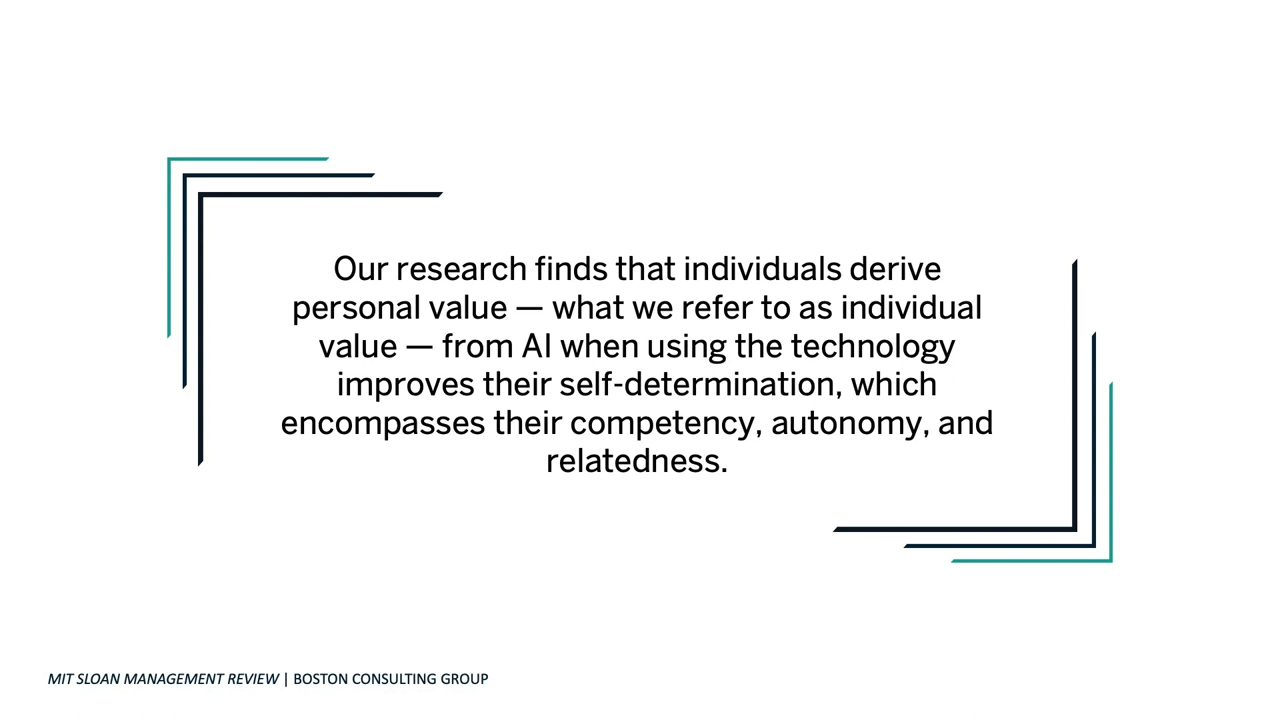 Our research finds that individuals derive
personal value — what we refer to as individual
value — from AI when using the technology
improves their self-determination, which
encompasses their competency, autonomy, and
relatedness.
MIT SLOAN MANAGEMENT REVIEW | BOSTON CONSULTING GROUP